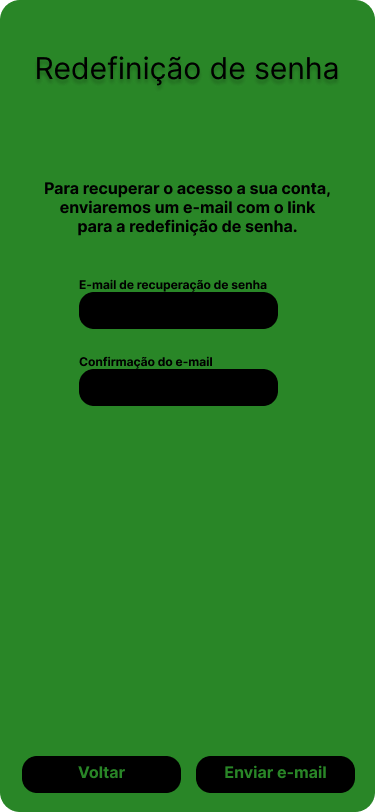 Redefinição de senha
Para recuperar o acesso a sua conta,
enviaremos um e-mail com o link
para a redefinição de senha.
E-mail de recuperação de senha
Confirmação do e-mail
Voltar
Enviar e-mail